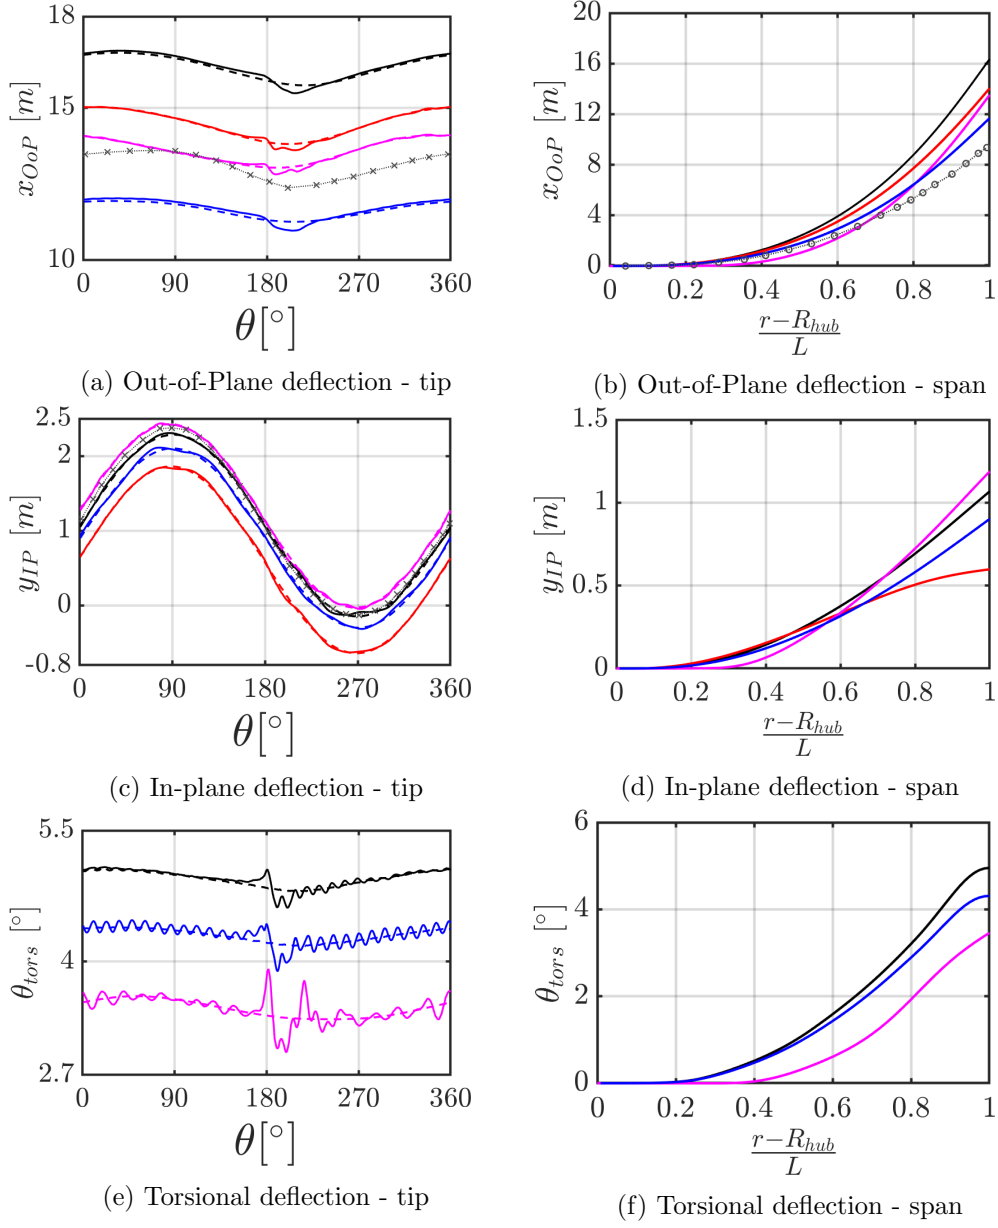 18
15
10
x_{OoP} [m]
0 90 180 270 360
θ[°]
(a) Out-of-Plane deflection - tip
20
16
12
8
4
0
x_{OoP} [m]
0 0.2 0.4 0.6 0.8 1
r−R_{hub}
L
(b) Out-of-Plane deflection - span
2.5
2
1
0
-0.8
y_{IP} [m]
0 90 180 270 360
θ[°]
(c) In-plane deflection - tip
1.5
1
0.5
0
y_{IP} [m]
0 0.2 0.4 0.6 0.8 1
r−R_{hub}
L
(d) In-plane deflection - span
5.5
4
2.7
θ_{tors} [°]
0 90 180 270 360
θ[°]
(e) Torsional deflection - tip
6
4
2
0
θ_{tors} [°]
0 0.2 0.4 0.6 0.8 1
r−R_{hub}
L
(f) Torsional deflection - span